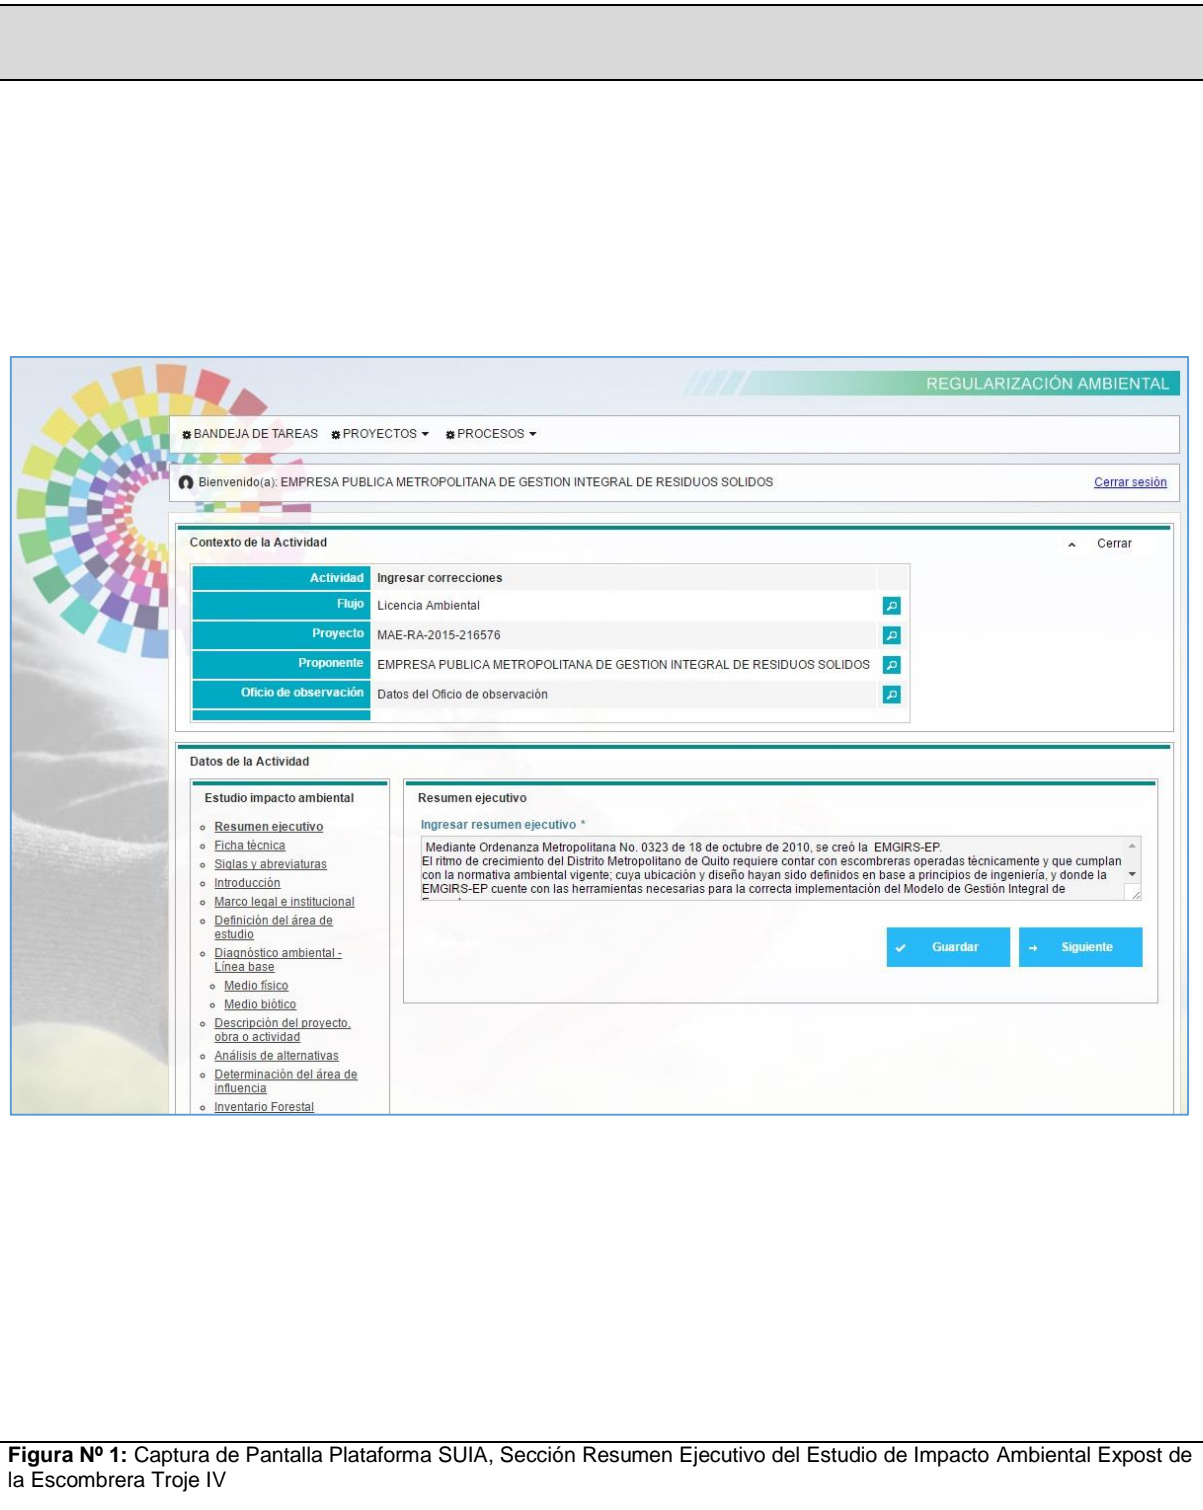 REGULARIZACIÓN AMBIENTAL
BANDEJA DE TAREAS PROYECTOS PROCESOS
Bienvenido(a): EMPRESA PUBLICA METROPOLITANA DE GESTION INTEGRAL DE RESIDUOS SOLIDOS Cerrar sesión
Contexto de la Actividad Cerrar
Actividad Ingresar correcciones
Flujo Licencia Ambiental
Proyecto MAE-RA-2015-216576
Proponente EMPRESA PUBLICA METROPOLITANA DE GESTION INTEGRAL DE RESIDUOS SOLIDOS
Oficio de observación Datos del Oficio de observación
Datos de la Actividad
Estudio impacto ambiental
Resumen ejecutivo
Ficha técnica
Siglas y abreviaturas
Introducción
Marco legal e institucional
Definición del área de
estudio
Diagnóstico ambiental -
Línea base
Medio físico
Medio biótico
Descripción del proyecto,
obra o actividad
Análisis de alternativas
Determinación del área de
influencia
Inventario Forestal
Resumen ejecutivo
Ingresar resumen ejecutivo *
Mediante Ordenanza Metropolitana No. 0323 de 18 de octubre de 2010, se creó la EMGIRS-EP.
El ritmo de crecimiento del Distrito Metropolitano de Quito requiere contar con escombreras operadas técnicamente y que cumplan
con la normativa ambiental vigente; cuya ubicación y diseño hayan sido definidos en base a principios de ingeniería, y donde la
EMGIRS-EP cuente con las herramientas necesarias para la correcta implementación del Modelo de Gestión Integral de
Guardar Siguiente
Figura Nº 1: Captura de Pantalla Plataforma SUIA, Sección Resumen Ejecutivo del Estudio de Impacto Ambiental Expost de
la Escombrera Troje IV